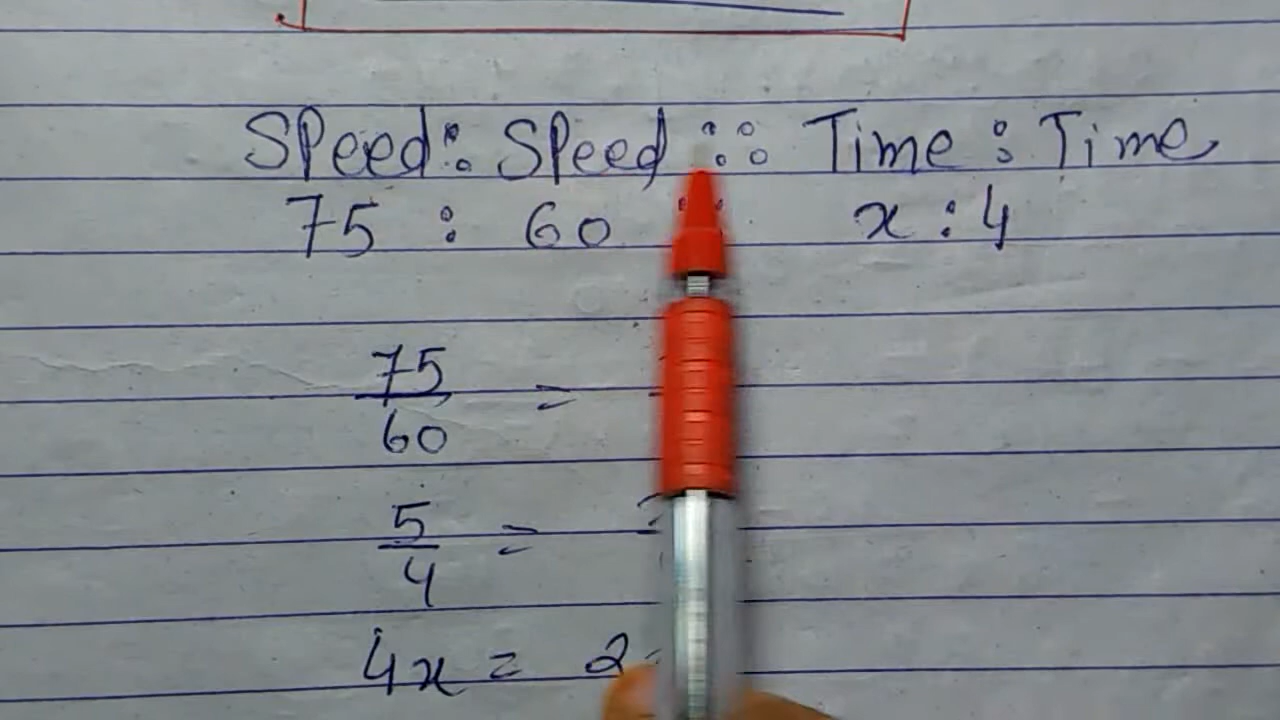 Speed : Speed :: Time : Time
75 : 60 :: x : 4
75
60 =
5
4 =
4x = 2